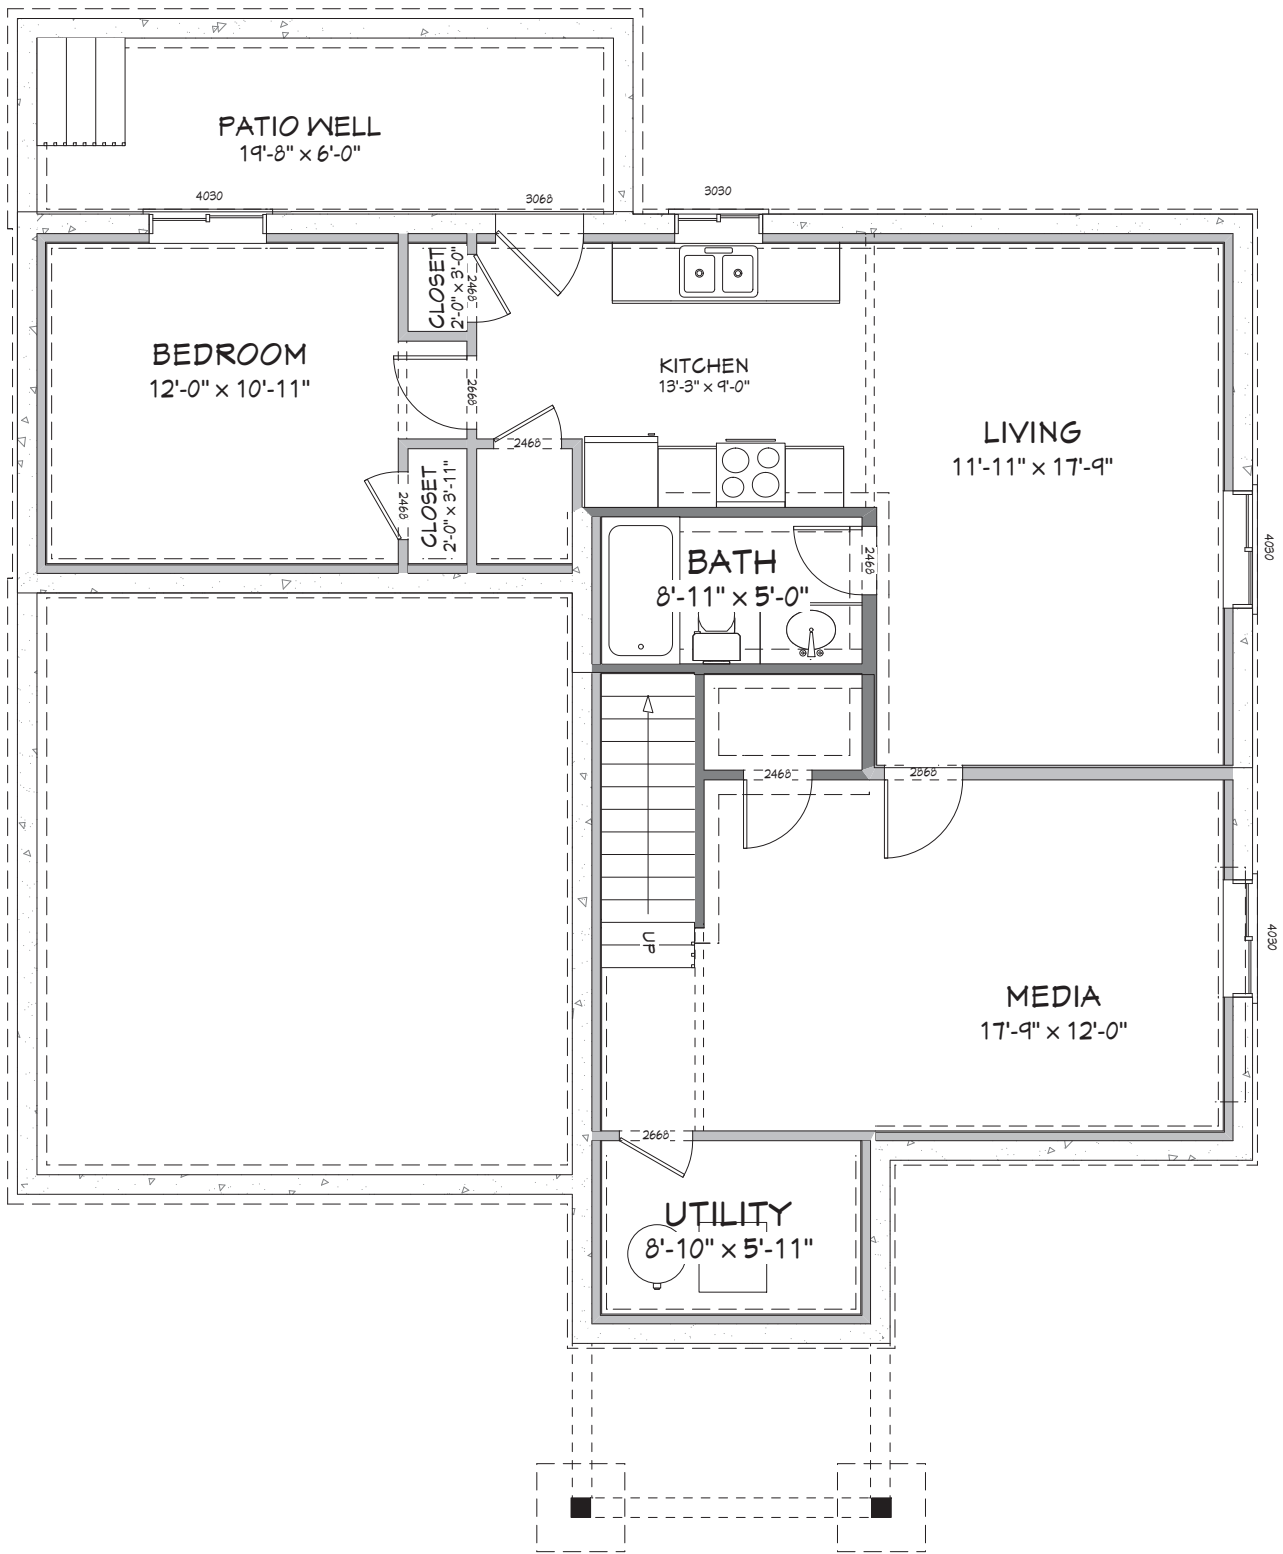 PATIO WELL
19'-8" x 6'-0"
4030
3068
3030
CLOSET
2'-0" x 3'-0"
2468
BEDROOM
12'-0" x 10'-11"
2668
KITCHEN
13'-3" x 9'-0"
LIVING
11'-11" x 17'-9"
2468
CLOSET
2'-0" x 3'-11"
2468
BATH
8'-11" x 5'-0"
2468
4030
2468
2868
UP
4030
MEDIA
17'-9" x 12'-0"
2668
UTILITY
8'-10" x 5'-11"